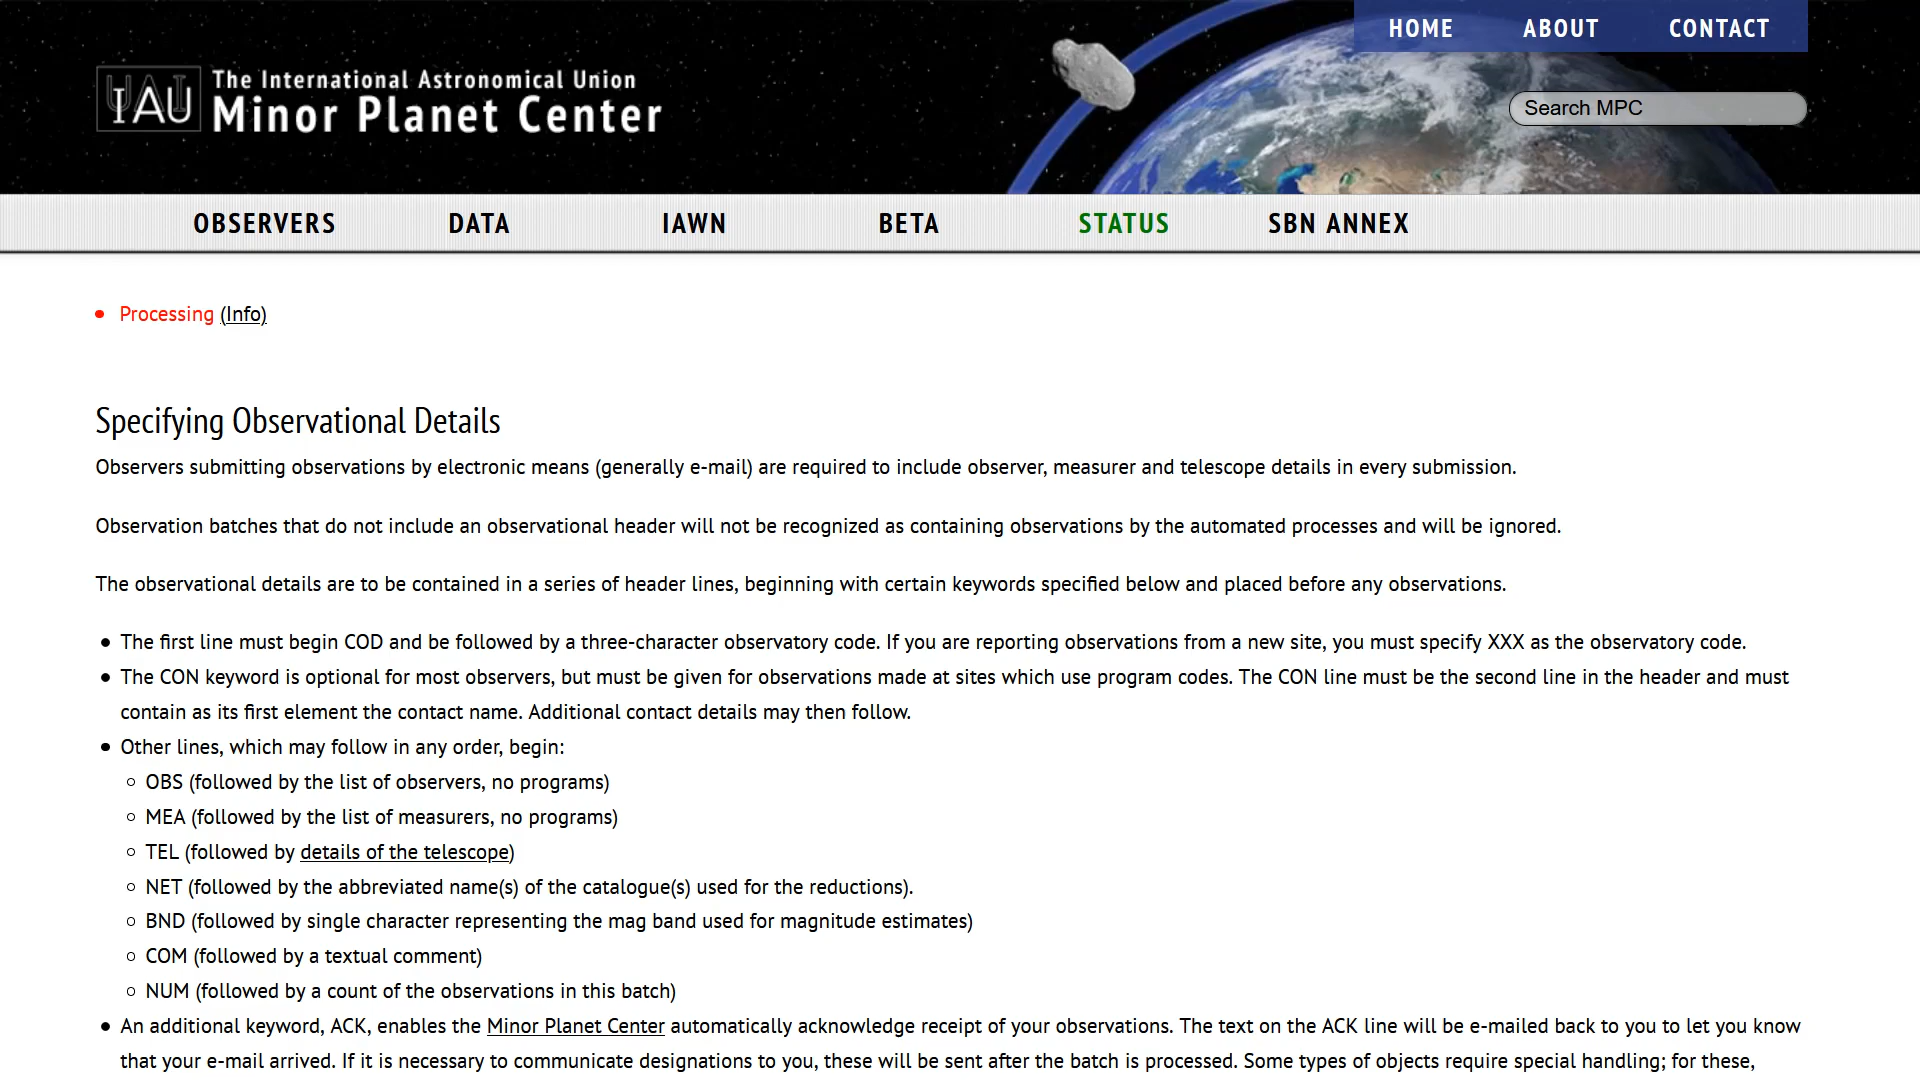 HOME ABOUT CONTACT
IAU The International Astronomical Union
Minor Planet Center
Search MPC
OBSERVERS DATA IAWN BETA STATUS SBN ANNEX
Processing (Info)
Specifying Observational Details
Observers submitting observations by electronic means (generally e-mail) are required to include observer, measurer and telescope details in every submission.
Observation batches that do not include an observational header will not be recognized as containing observations by the automated processes and will be ignored.
The observational details are to be contained in a series of header lines, beginning with certain keywords specified below and placed before any observations.
The first line must begin COD and be followed by a three-character observatory code. If you are reporting observations from a new site, you must specify XXX as the observatory code.
The CON keyword is optional for most observers, but must be given for observations made at sites which use program codes. The CON line must be the second line in the header and must
contain as its first element the contact name. Additional contact details may then follow.
Other lines, which may follow in any order, begin:
OBS (followed by the list of observers, no programs)
MEA (followed by the list of measurers, no programs)
TEL (followed by details of the telescope)
NET (followed by the abbreviated name(s) of the catalogue(s) used for the reductions).
BND (followed by single character representing the mag band used for magnitude estimates)
COM (followed by a textual comment)
NUM (followed by a count of the observations in this batch)
An additional keyword, ACK, enables the Minor Planet Center automatically acknowledge receipt of your observations. The text on the ACK line will be e-mailed back to you to let you know
that your e-mail arrived. If it is necessary to communicate designations to you, these will be sent after the batch is processed. Some types of objects require special handling; for these,